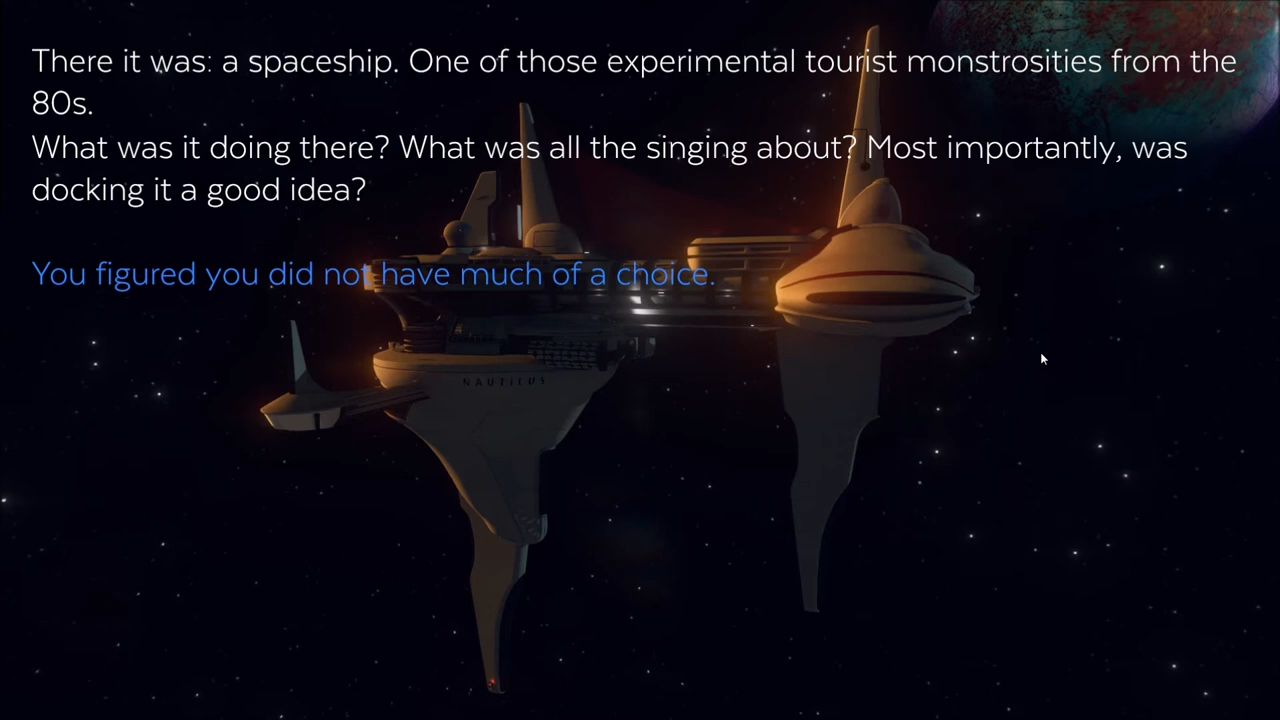 There it was: a spaceship. One of those experimental tourist monstrosities from the
80s.
What was it doing there? What was all the singing about? Most importantly, was
docking it a good idea?
You figured you did not have much of a choice.
NAUTILUS